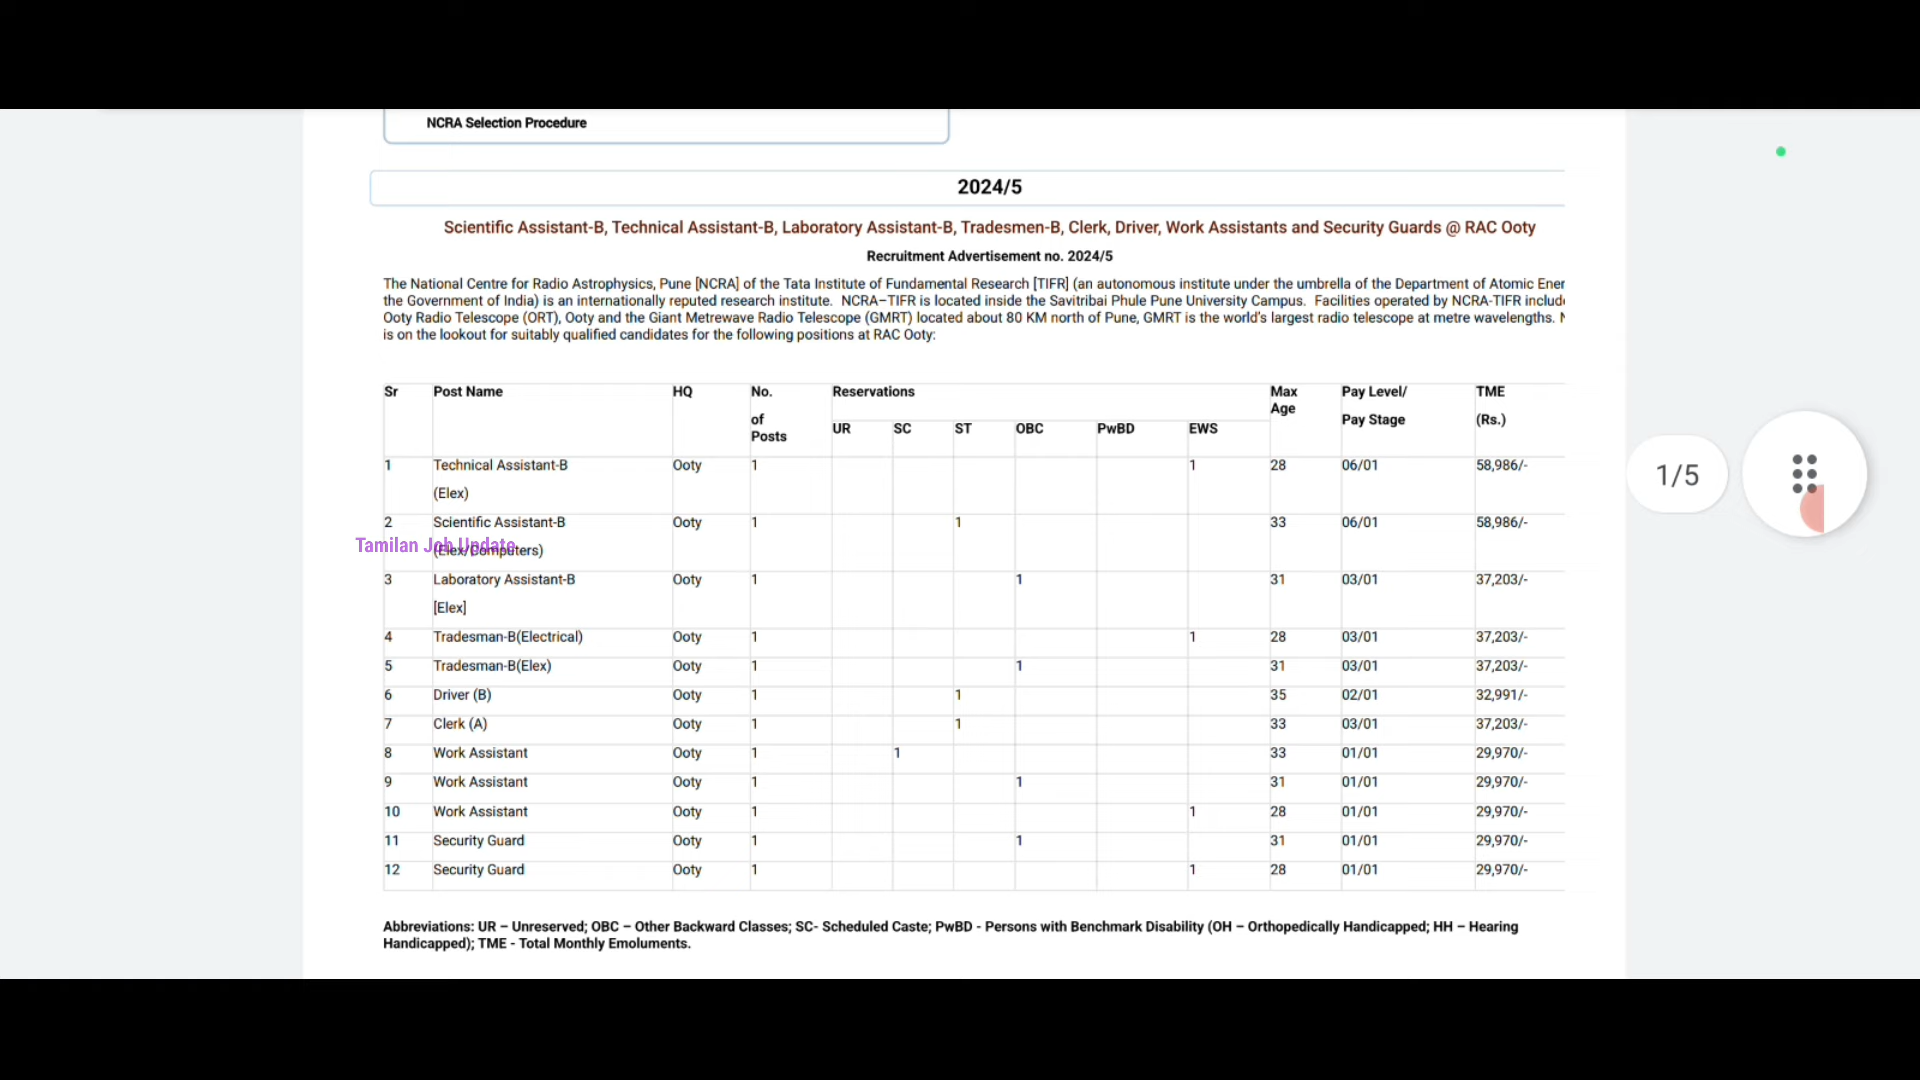 NCRA Selection Procedure
2024/5
Scientific Assistant-B, Technical Assistant-B, Laboratory Assistant-B, Tradesmen-B, Clerk, Driver, Work Assistants and Security Guards @ RAC Ooty
Recruitment Advertisement no. 2024/5
The National Centre for Radio Astrophysics, Pune [NCRA] of the Tata Institute of Fundamental Research [TIFR] (an autonomous institute under the umbrella of the Department of Atomic Ener
the Government of India) is an internationally reputed research institute. NCRA–TIFR is located inside the Savitribai Phule Pune University Campus. Facilities operated by NCRA-TIFR includ
Ooty Radio Telescope (ORT), Ooty and the Giant Metrewave Radio Telescope (GMRT) located about 80 KM north of Pune, GMRT is the world's largest radio telescope at metre wavelengths. N
is on the lookout for suitably qualified candidates for the following positions at RAC Ooty:
Sr Post Name HQ No. of Posts Reservations Max Age Pay Level/ Pay Stage TME (Rs.)
UR SC ST OBC PwBD EWS
1 Technical Assistant-B (Elex) Ooty 1 1 28 06/01 58,986/-
2 Scientific Assistant-B (Elex/Computers) Ooty 1 1 33 06/01 58,986/-
Tamilan Job Update
3 Laboratory Assistant-B [Elex] Ooty 1 1 31 03/01 37,203/-
4 Tradesman-B(Electrical) Ooty 1 1 28 03/01 37,203/-
5 Tradesman-B(Elex) Ooty 1 1 31 03/01 37,203/-
6 Driver (B) Ooty 1 1 35 02/01 32,991/-
7 Clerk (A) Ooty 1 1 33 03/01 37,203/-
8 Work Assistant Ooty 1 1 33 01/01 29,970/-
9 Work Assistant Ooty 1 1 31 01/01 29,970/-
10 Work Assistant Ooty 1 1 28 01/01 29,970/-
11 Security Guard Ooty 1 1 31 01/01 29,970/-
12 Security Guard Ooty 1 1 28 01/01 29,970/-
Abbreviations: UR – Unreserved; OBC – Other Backward Classes; SC- Scheduled Caste; PwBD - Persons with Benchmark Disability (OH – Orthopedically Handicapped; HH – Hearing
Handicapped); TME - Total Monthly Emoluments.
1/5